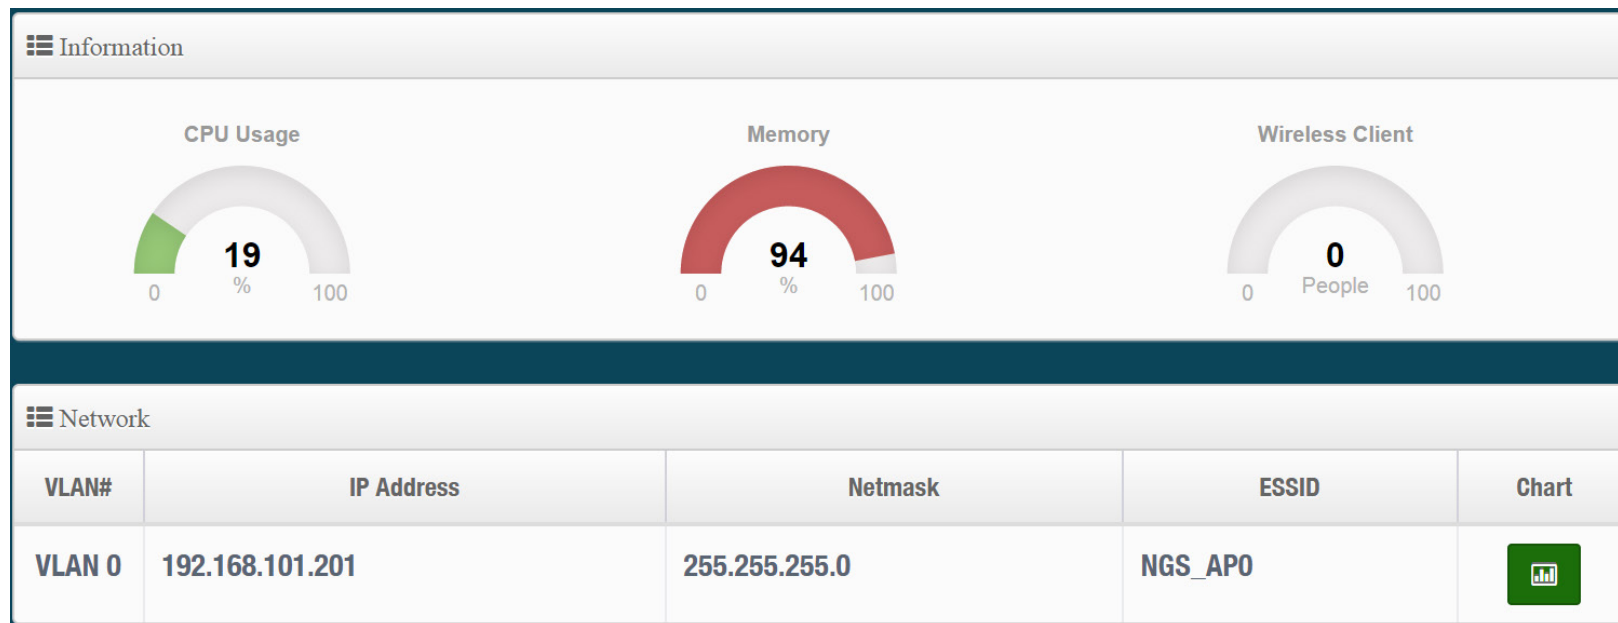 Information
CPU Usage
19
%
0
100
Memory
94
%
0
100
Wireless Client
0
People
0
100
Network
VLAN# IP Address Netmask ESSID Chart
VLAN 0 192.168.101.201 255.255.255.0 NGS_AP0